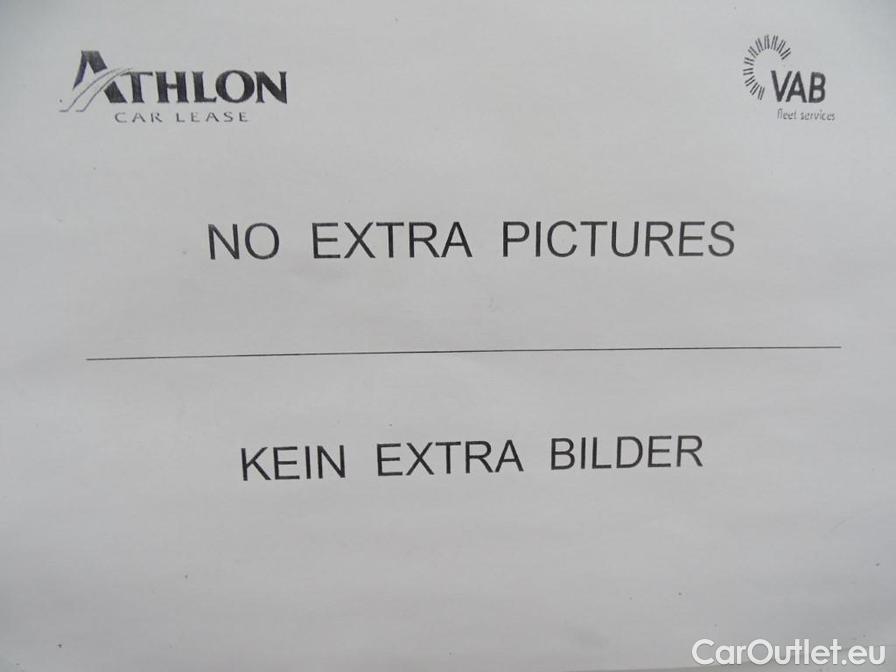 ATHLON
CAR LEASE
VAB
fleet services
NO EXTRA PICTURES
KEIN EXTRA BILDER
CarOutlet.eu